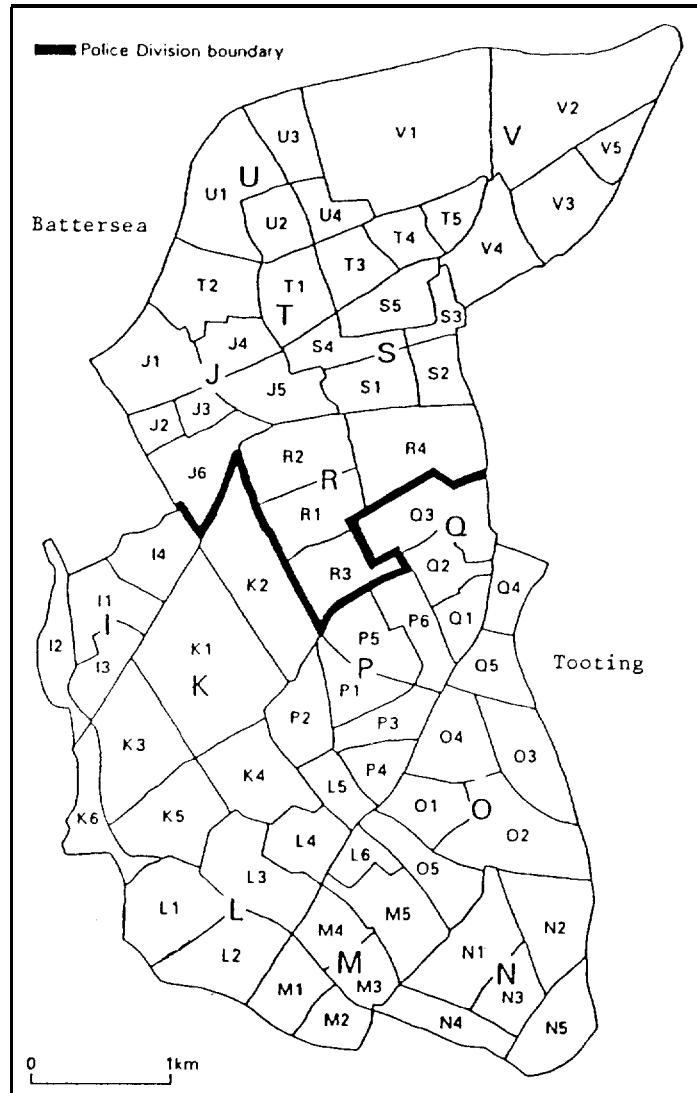 Police Division boundary
V2
U3
V1
V
V5
U
U1
Battersea
U2
U4
V3
T5
T4
V4
T3
T2
T1
S5
T
S3
J4
S4
S
J1
J
S2
J5
S1
J3
J2
R2
R4
J6
R
R1
Q3
Q
I4
R3
Q2
K2
Q4
I1
I
P6
Q1
I2
K1
P5
I3
Q5
Tooting
K
P
P1
P2
P3
K3
O4
O3
K4
P4
L5
O1
O
K6
K5
O2
L4
L6
O5
L3
L1
L
M5
M4
N2
L2
N1
M
N
M1
M3
N3
M2
N4
N5
0 1km